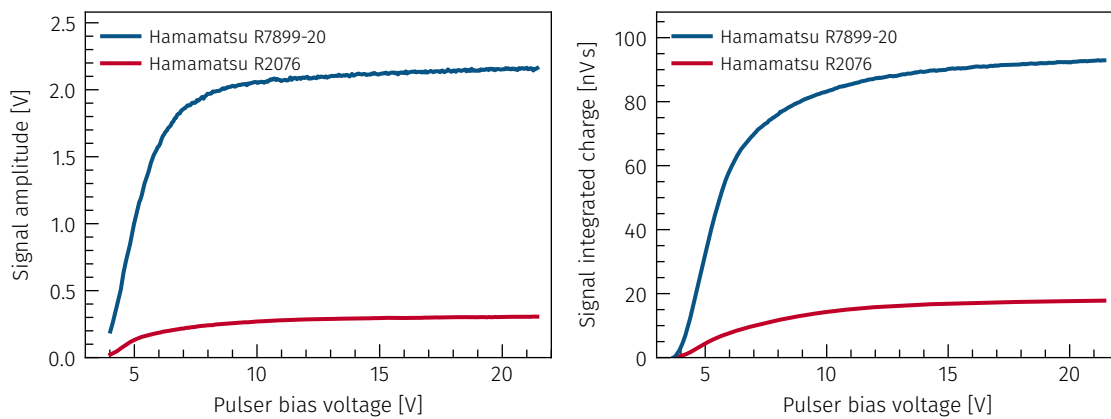 Signal amplitude [V]
2.5
2.0
1.5
1.0
0.5
0.0
Hamamatsu R7899-20
Hamamatsu R2076
5 10 15 20
Pulser bias voltage [V]
Signal integrated charge [nV s]
100
80
60
40
20
0
Hamamatsu R7899-20
Hamamatsu R2076
5 10 15 20
Pulser bias voltage [V]